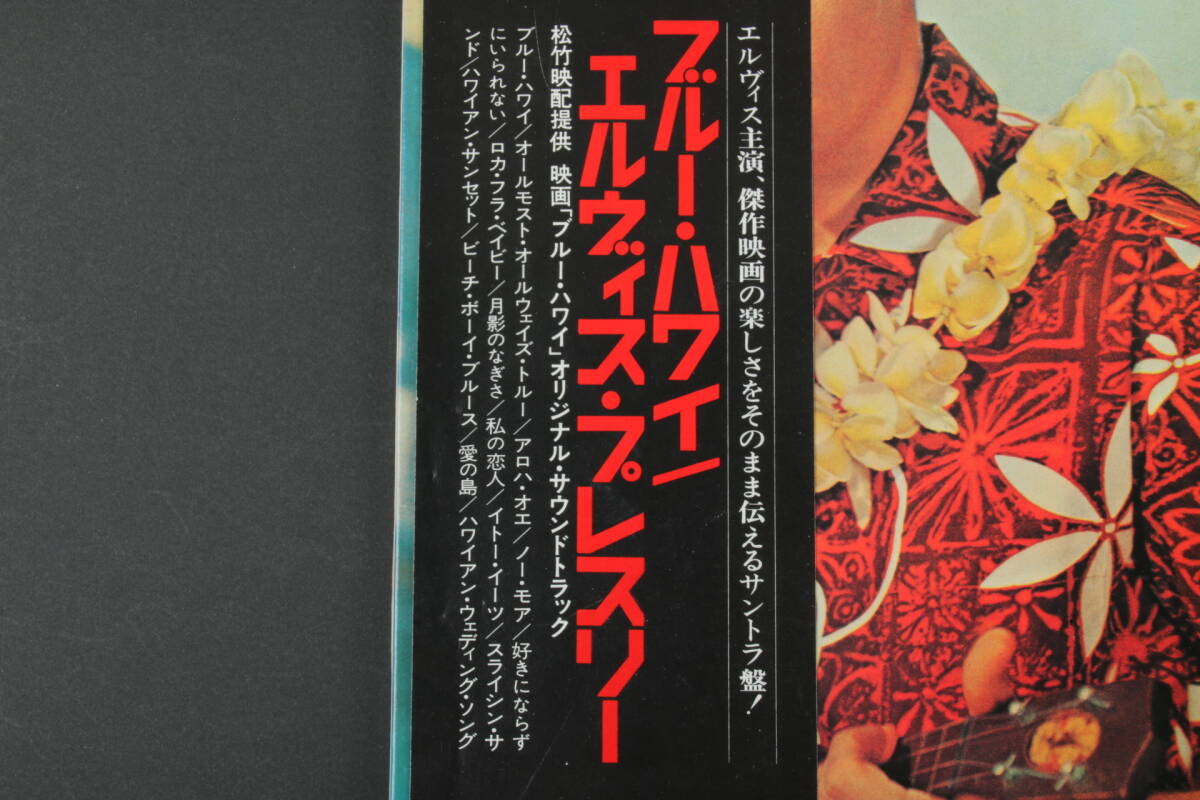 エルヴィス主演、傑作映画の楽しさをそのまま伝えるサントラ盤!
ブルー・ハワイ/
エルヴィス・プレスリー
松竹映配提供 映画「ブルー・ハワイ」オリジナル・サウンドトラック
ブルー・ハワイ/オールモスト・オールウェイズ・トルー/アロハ・オエ/ノー・モア/好きにならず
にいられない/ロカ・フラ・ベイビー/月影のなぎさ/私の恋人/イトー・イーツ/スライシン・サ
ンド/ハワイアン・サンセット/ビーチ・ボーイ・ブルース/愛の島/ハワイアン・ウェディング・ソング